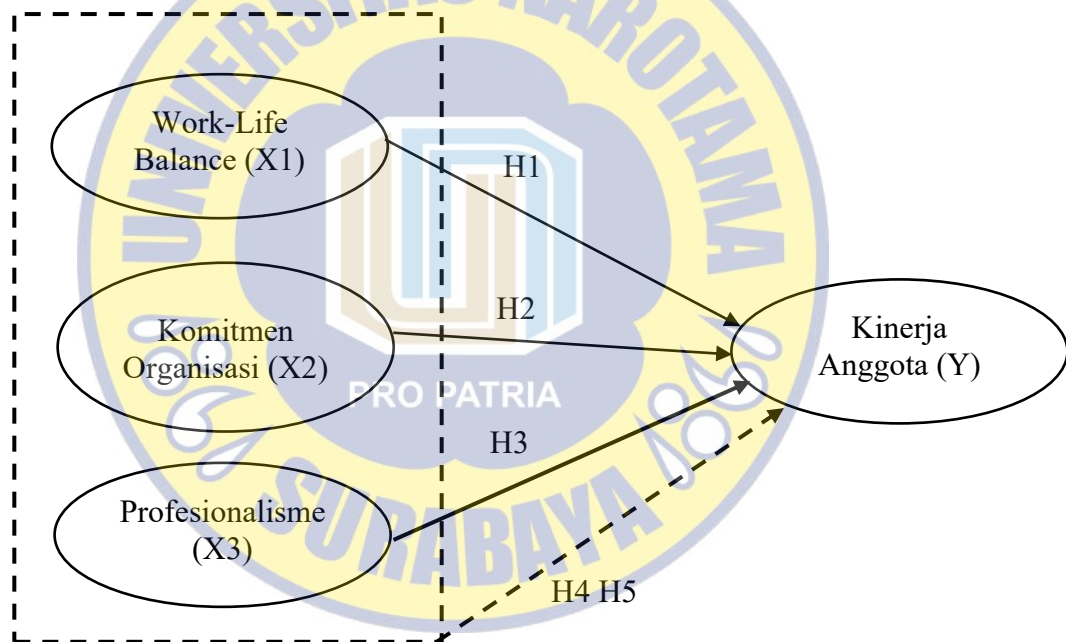 UNIVERSITAS NAROTAMA
Work-Life
Balance (X1)
H1
H2
Komitmen
Organisasi (X2)
Kinerja
Anggota (Y)
PRO PATRIA
H3
Profesionalisme
(X3)
SURABAYA
H4 H5